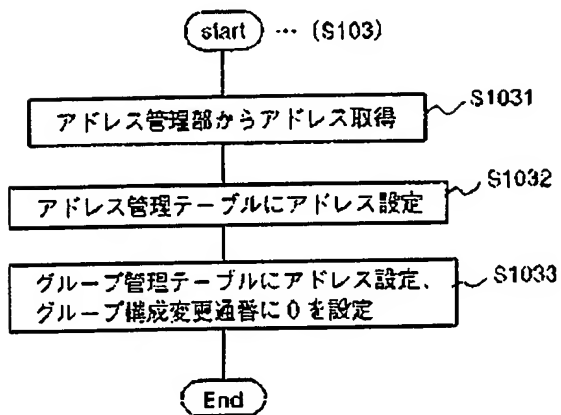 start … (S103)
S1031
アドレス管理部からアドレス取得
S1032
アドレス管理テーブルにアドレス設定
S1033
グループ管理テーブルにアドレス設定、
グループ構成変更通番に0を設定
End